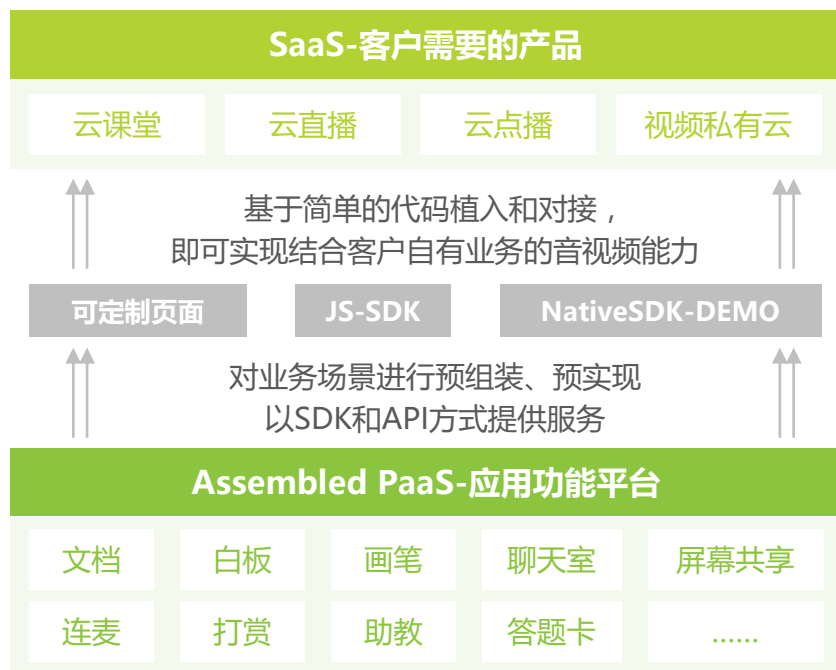 SaaS-客户需要的产品
云课堂 云直播 云点播 视频私有云
基于简单的代码植入和对接，
即可实现结合客户自有业务的音视频能力
可定制页面 JS-SDK NativeSDK-DEMO
对业务场景进行预组装、预实现
以SDK和API方式提供服务
Assembled PaaS-应用功能平台
文档 白板 画笔 聊天室 屏幕共享
连麦 打赏 助教 答题卡 ……